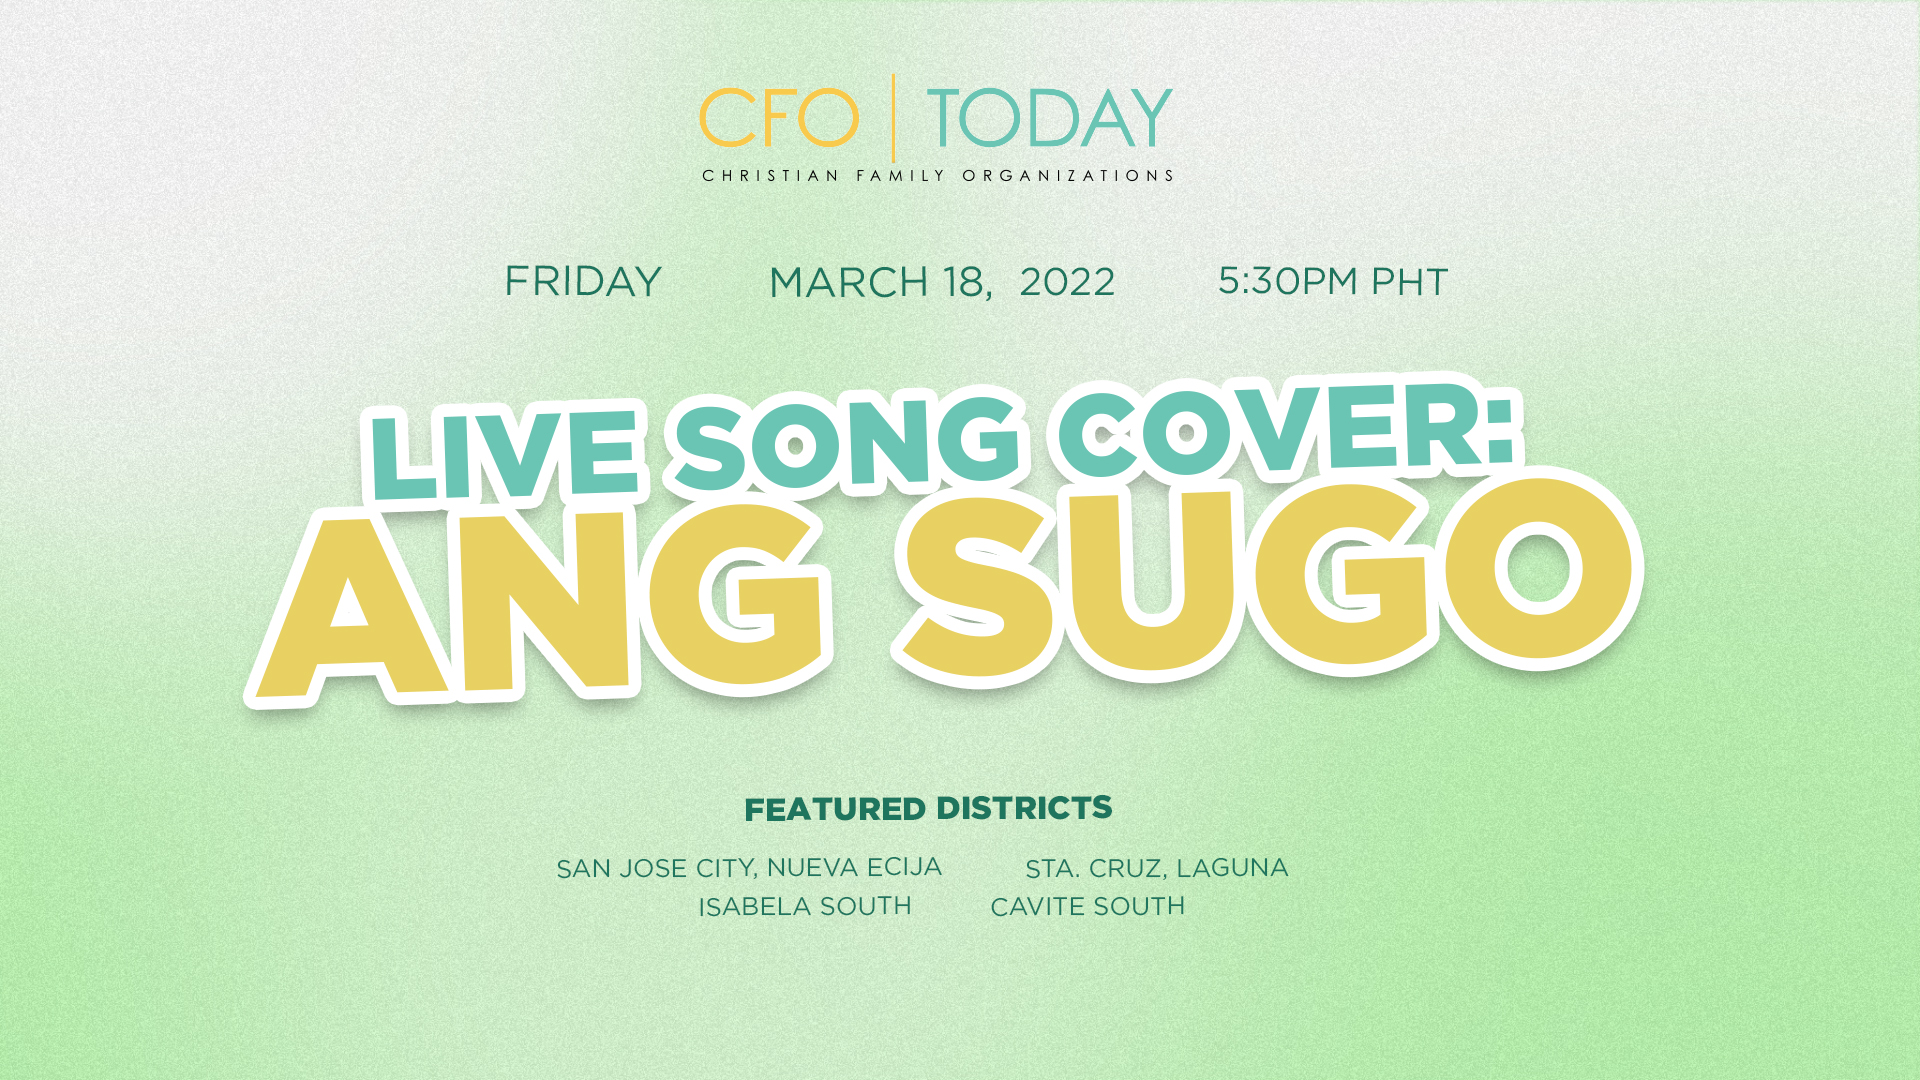 CFO | TODAY
CHRISTIAN FAMILY ORGANIZATIONS
FRIDAY MARCH 18, 2022 5:30PM PHT
LIVE SONG COVER:
ANG SUGO
FEATURED DISTRICTS
SAN JOSE CITY, NUEVA ECIJA STA. CRUZ, LAGUNA
ISABELA SOUTH CAVITE SOUTH